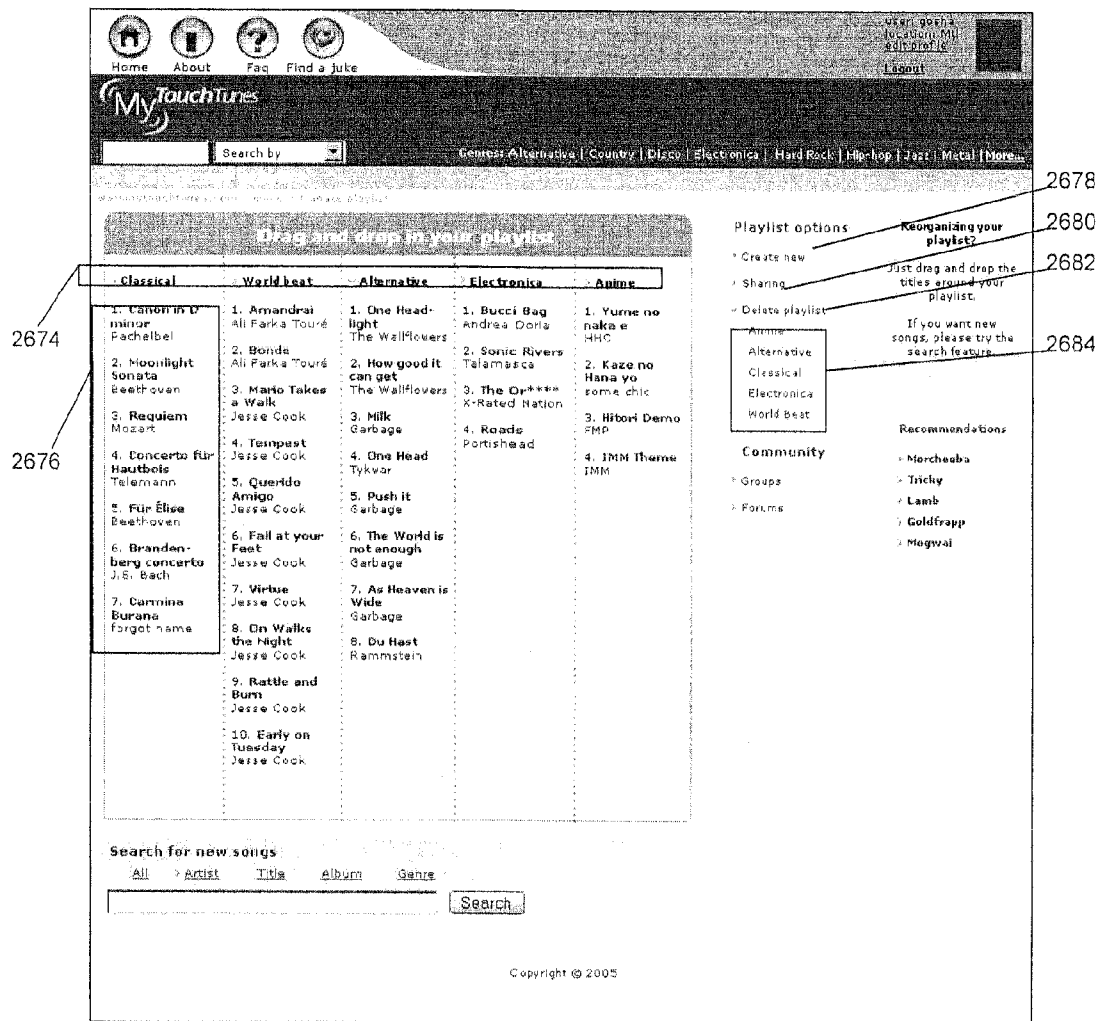 Home About Faq Find a juke
user: gosha
location: Mtl
edit profile
Logout
My TouchTunes
Search by
Genres: Alternative | Country | Disco | Electronica | Hard Rock | Hip-hop | Jazz | Metal | More...
Drag and drop in your playlist
Classical World beat Alternative Electronica Anime
1. Canon in D minor
Pachelbel
2. Moonlight Sonata
Beethoven
3. Requiem
Mozart
4. Concerto für Hautbois
Telemann
5. Für Élise
Beethoven
6. Branden-
berg concerto
J.S. Bach
7. Carmina Burana
forgot name
1. Amandrai
Ali Farka Touré
2. Bonde
Ali Farka Touré
3. Mario Takes a Walk
Jesse Cook
4. Tempest
Jesse Cook
5. Querido Amigo
Jesse Cook
6. Fall at your Feet
Jesse Cook
7. Virtue
Jesse Cook
8. On Walks the Night
Jesse Cook
9. Rattle and Burn
Jesse Cook
10. Early on Tuesday
Jesse Cook
1. One Head-
light
The Wallflowers
2. How good it can get
The Wallflowers
3. Milk
Garbage
4. One Head
Tykwar
5. Push it
Garbage
6. The World is not enough
Garbage
7. As Heaven is Wide
Garbage
8. Du Hast
Rammstein
1. Bucci Bag
Andrea Doria
2. Sonic Rivers
Talamasca
3. The Or****
X-Rated Nation
4. Roads
Portishead
1. Yume no naka e
HHC
2. Kaze no Hana yo
some chic
3. Hitori Demo
FMP
4. IMM Theme
IMM
Playlist options
Create new
Sharing
Delete playlist
Anime
Alternative
Classical
Electronica
World Beat
Community
Groups
Forums
Reorganizing your playlist?
Just drag and drop the titles around your playlist.
If you want new songs, please try the search feature
Recommendations
Morcheeba
Tricky
Lamb
Goldfrapp
Mogwai
2678
2680
2682
2684
2674
2676
Search for new songs
All Artist Title Album Genre
Search
Copyright @ 2005